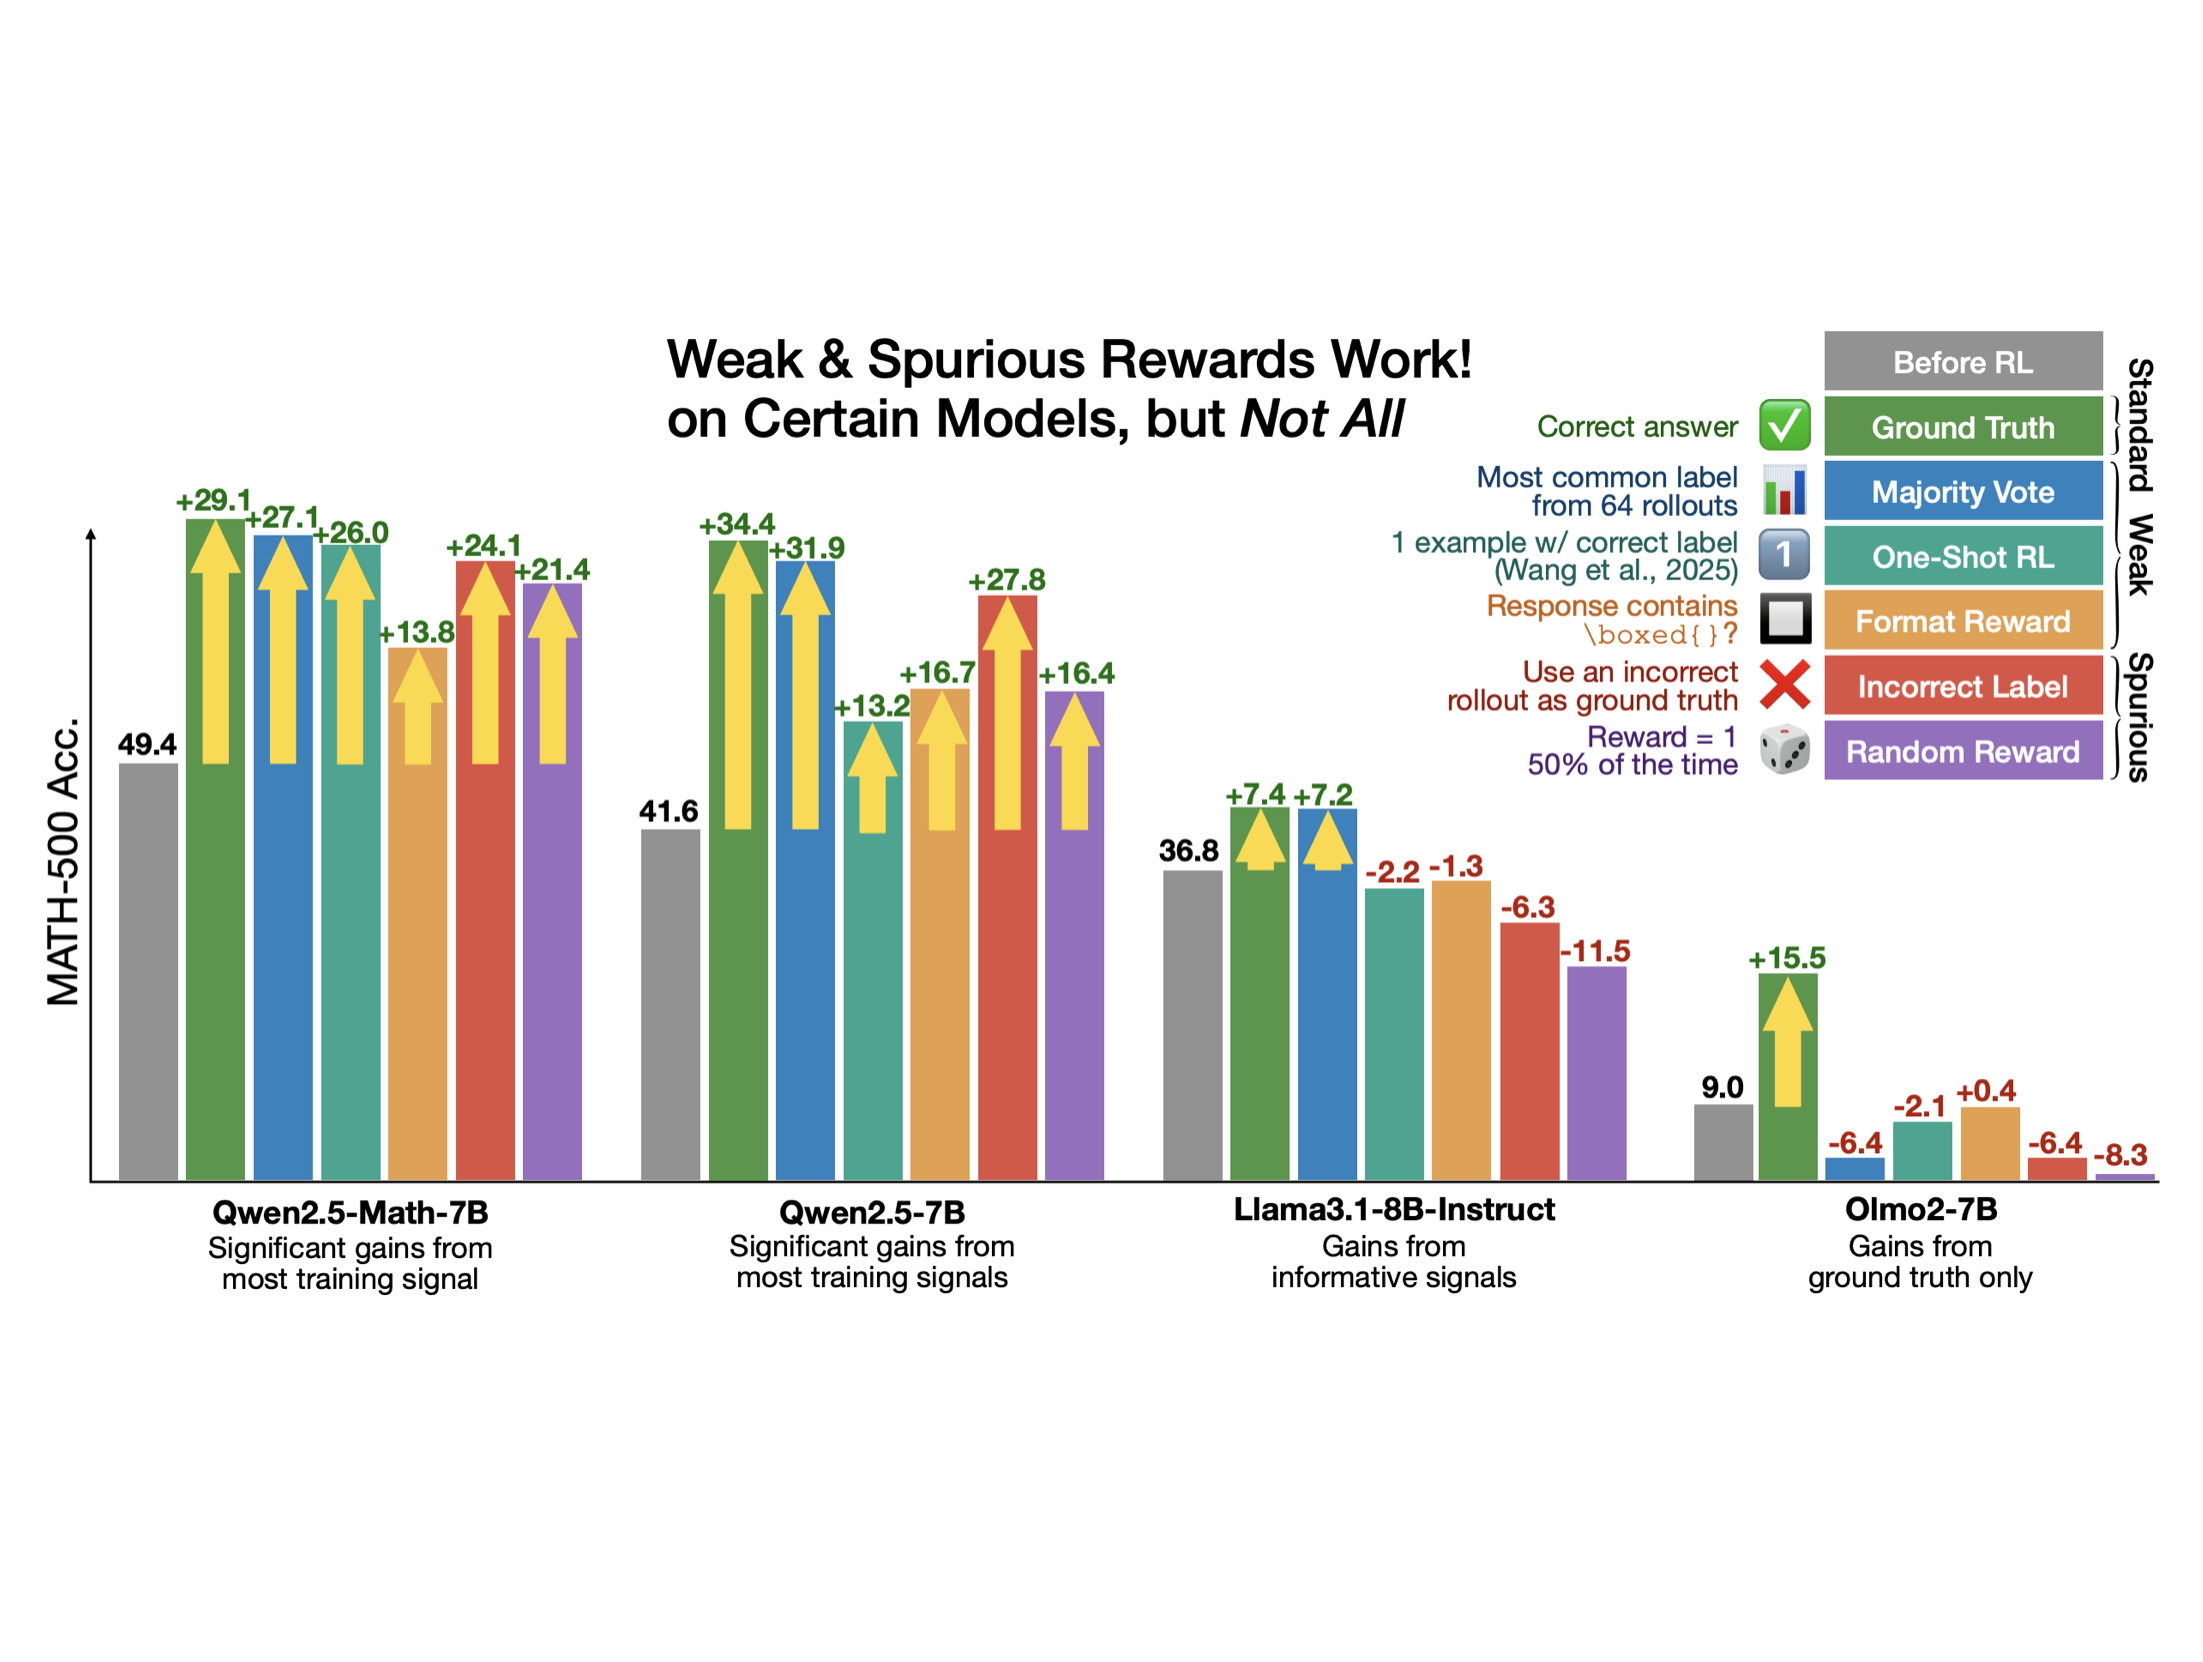 Weak & Spurious Rewards Work!
on Certain Models, but Not All
Before RL
Correct answer
Ground Truth
Most common label
from 64 rollouts
Majority Vote
1 example w/ correct label
(Wang et al., 2025)
1
One-Shot RL
Response contains
\boxed{}?
Format Reward
Use an incorrect
rollout as ground truth
Incorrect Label
Reward = 1
50% of the time
Random Reward
Standard
Weak
Spurious
MATH-500 Acc.
49.4
+29.1
+27.1
+26.0
+13.8
+24.1
+21.4
41.6
+34.4
+31.9
+13.2
+16.7
+27.8
+16.4
36.8
+7.4
+7.2
-2.2
-1.3
-6.3
-11.5
9.0
+15.5
-6.4
-2.1
+0.4
-6.4
-8.3
Qwen2.5-Math-7B
Significant gains from
most training signal
Qwen2.5-7B
Significant gains from
most training signals
Llama3.1-8B-Instruct
Gains from
informative signals
Olmo2-7B
Gains from
ground truth only